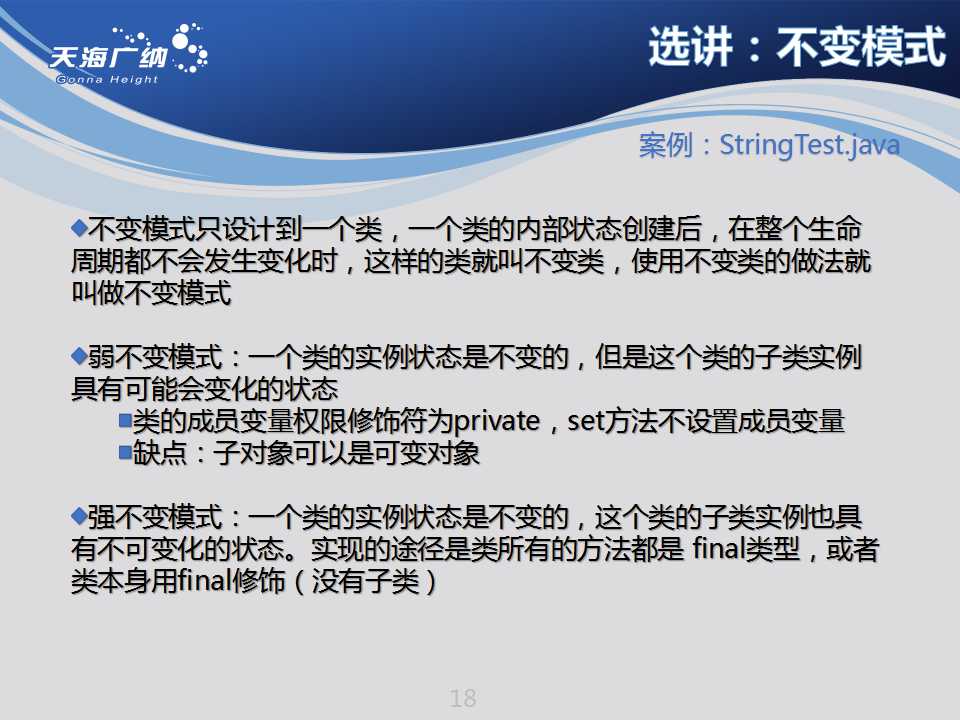 天海广纳
Gonna Height
选讲：不变模式
案例：StringTest.java
不变模式只设计到一个类，一个类的内部状态创建后，在整个生命
周期都不会发生变化时，这样的类就叫不变类，使用不变类的做法就
叫做不变模式
弱不变模式：一个类的实例状态是不变的，但是这个类的子类实例
具有可能会变化的状态
类的成员变量权限修饰符为private，set方法不设置成员变量
缺点：子对象可以是可变对象
强不变模式：一个类的实例状态是不变的，这个类的子类实例也具
有不可变化的状态。实现的途径是类所有的方法都是 final类型，或者
类本身用final修饰（没有子类）
18